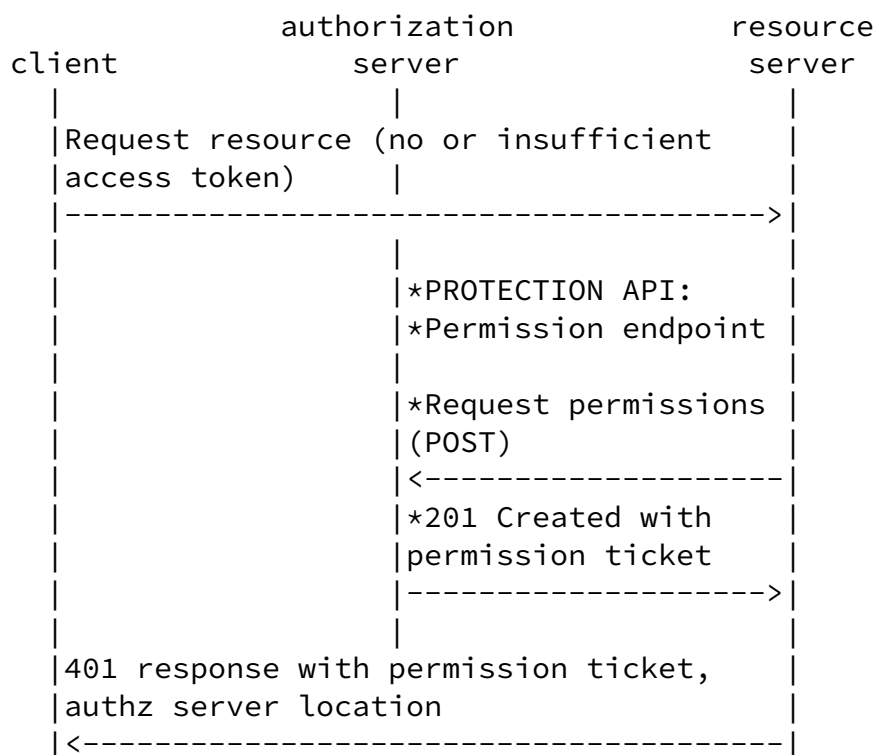 authorization resource
client server server
Request resource (no or insufficient
access token)
*PROTECTION API:
*Permission endpoint
*Request permissions
(POST)
*201 Created with
permission ticket
401 response with permission ticket,
authz server location